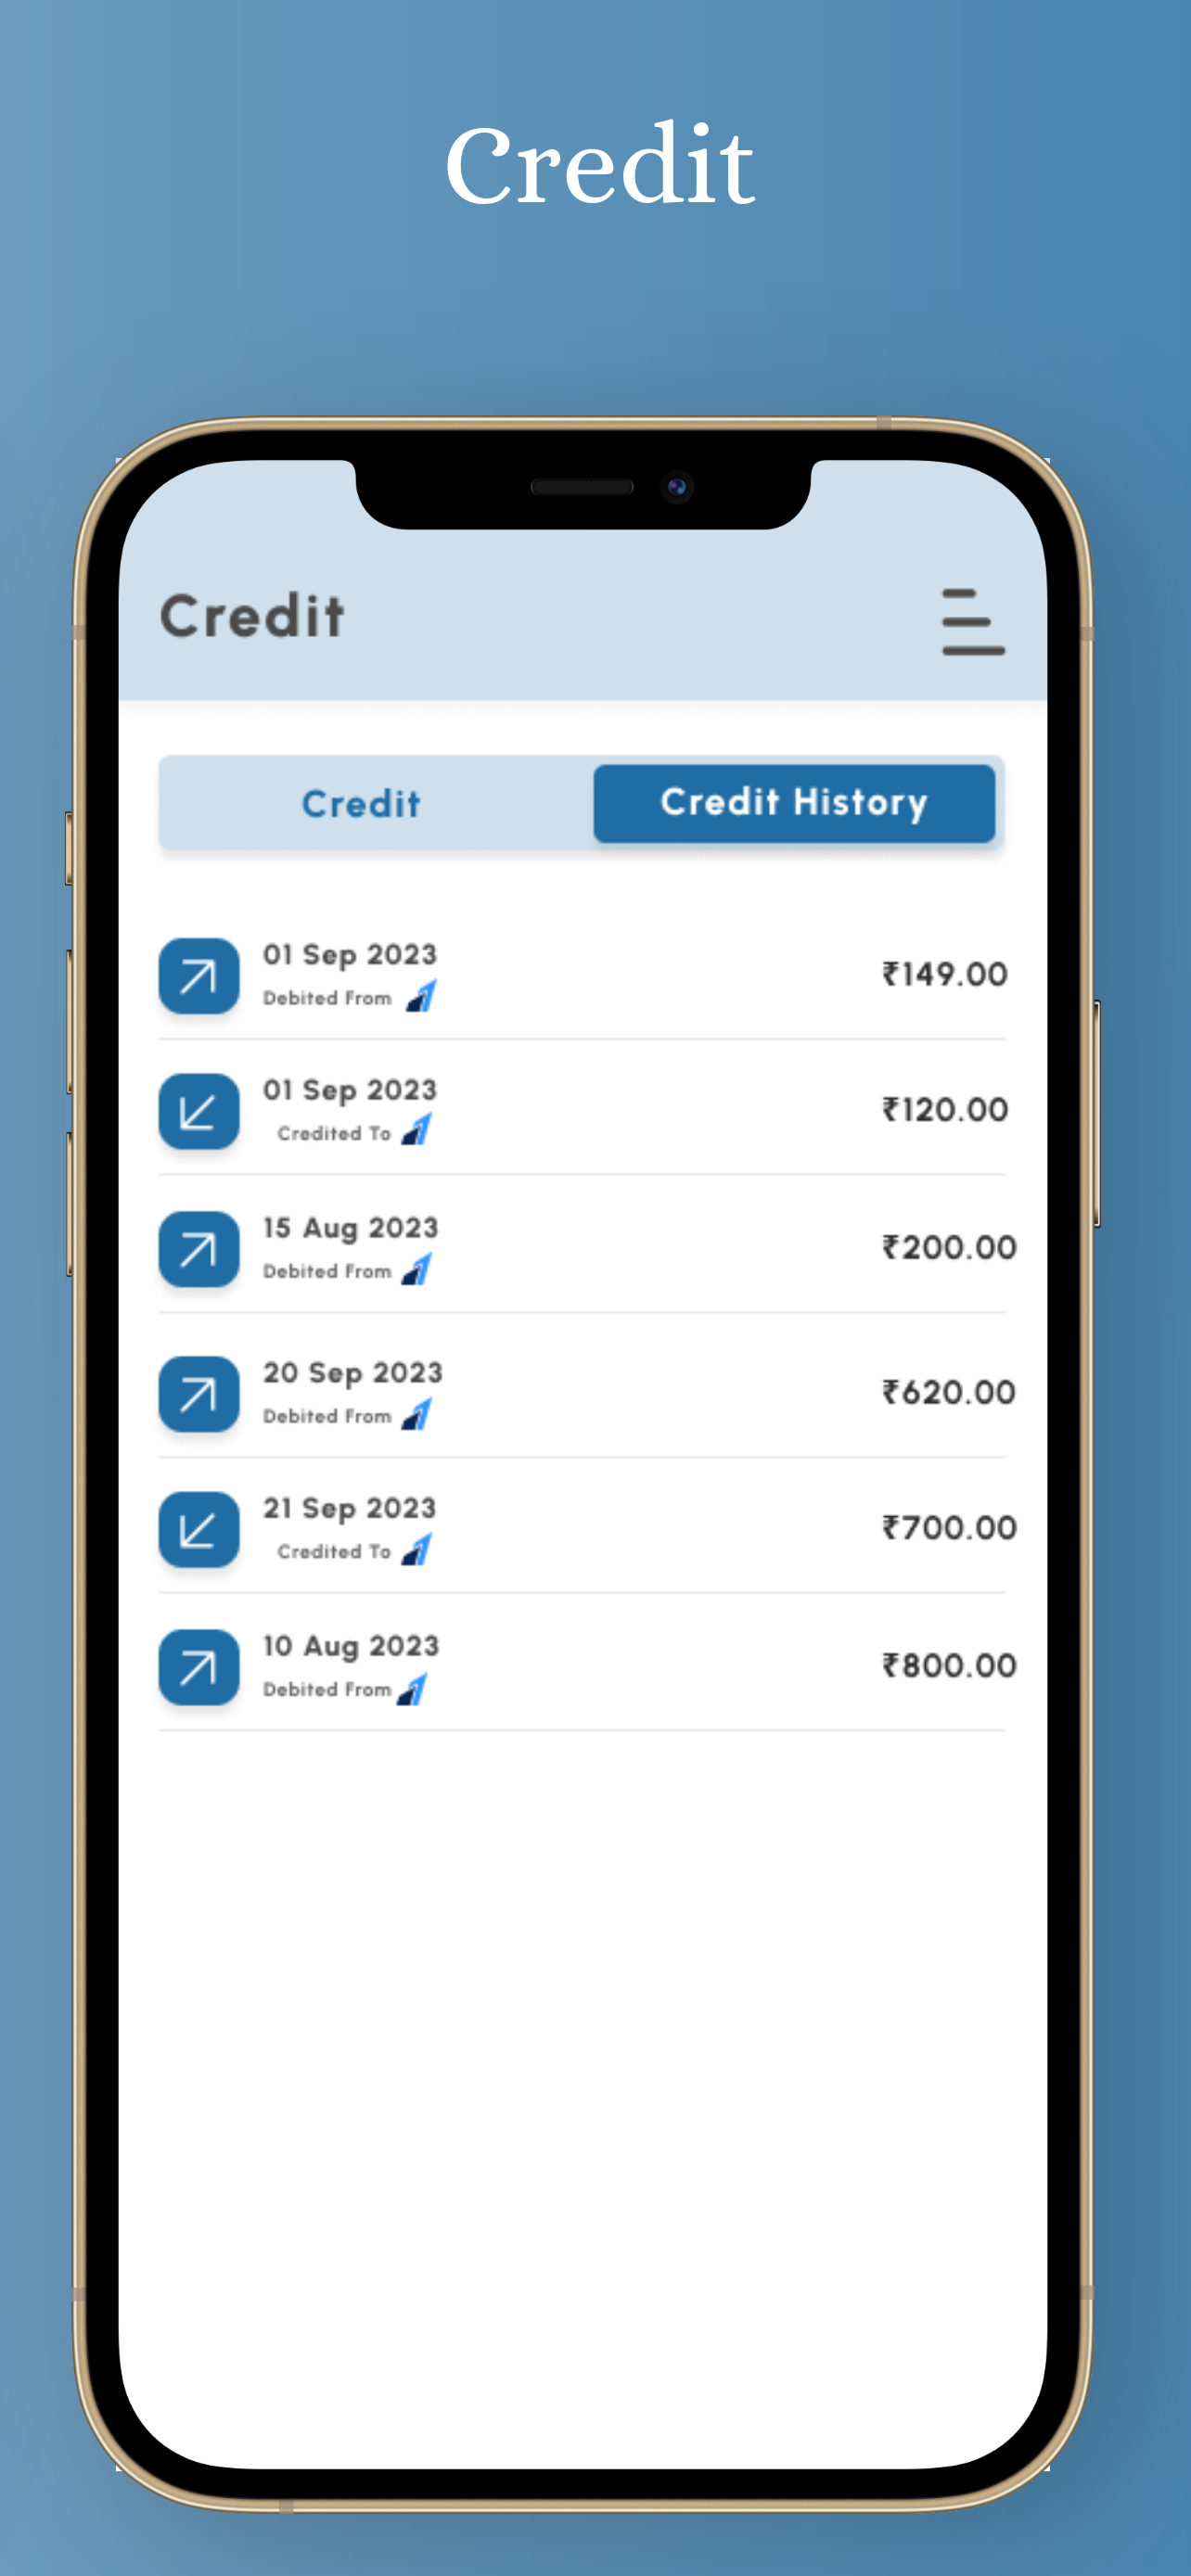 Credit
Credit
Credit
Credit History
01 Sep 2023
Debited From
₹149.00
01 Sep 2023
Credited To
₹120.00
15 Aug 2023
Debited From
₹200.00
20 Sep 2023
Debited From
₹620.00
21 Sep 2023
Credited To
₹700.00
10 Aug 2023
Debited From
₹800.00